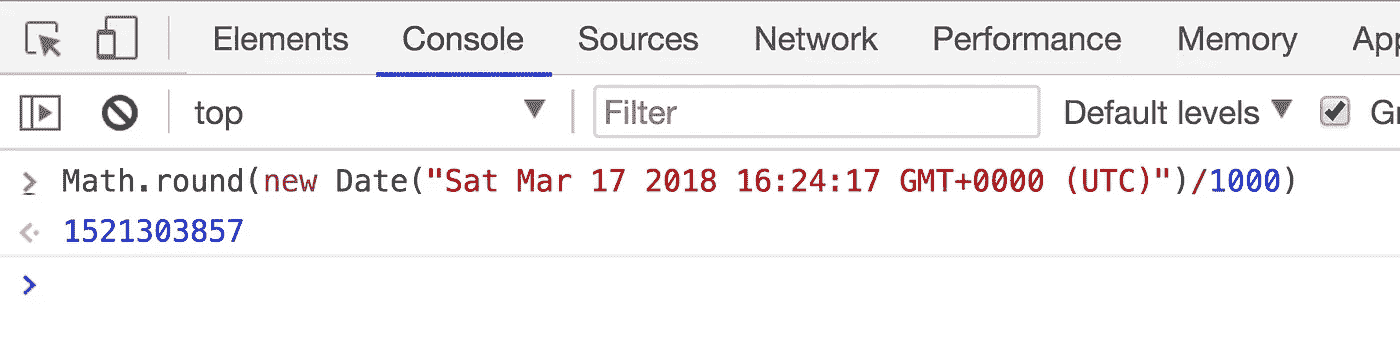 Elements Console Sources Network Performance Memory App
top Filter Default levels Gr
Math.round(new Date("Sat Mar 17 2018 16:24:17 GMT+0000 (UTC)")/1000)
1521303857